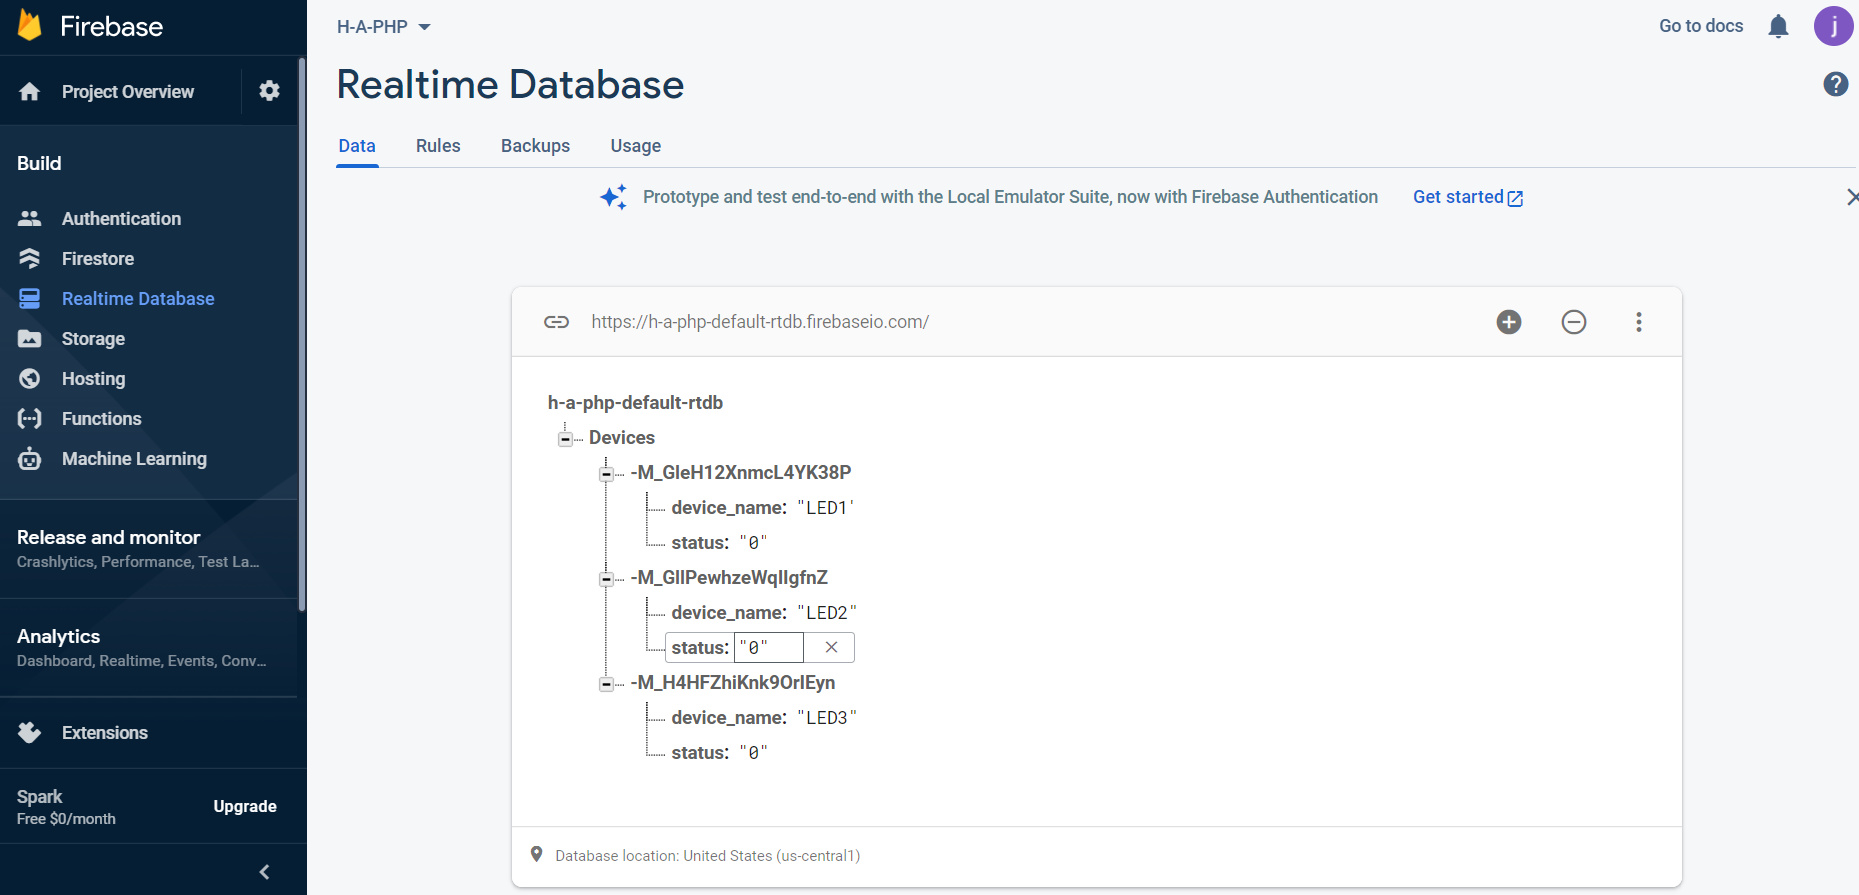 Firebase
Project Overview
Build
Authentication
Firestore
Realtime Database
Storage
Hosting
Functions
Machine Learning
Release and monitor
Crashlytics, Performance, Test La...
Analytics
Dashboard, Realtime, Events, Conv...
Extensions
Spark
Free $0/month
Upgrade
H-A-PHP
Go to docs
j
Realtime Database
?
Data Rules Backups Usage
Prototype and test end-to-end with the Local Emulator Suite, now with Firebase Authentication Get started
https://h-a-php-default-rtdb.firebaseio.com/
h-a-php-default-rtdb
Devices
-M_GleH12XnmcL4YK38P
device_name: "LED1'
status: "0"
-M_GlIPewhzeWqIlgfnZ
device_name: "LED2"
status: "0"
-M_H4HFZhiKnk9OrIEyn
device_name: "LED3"
status: "0"
Database location: United States (us-central1)